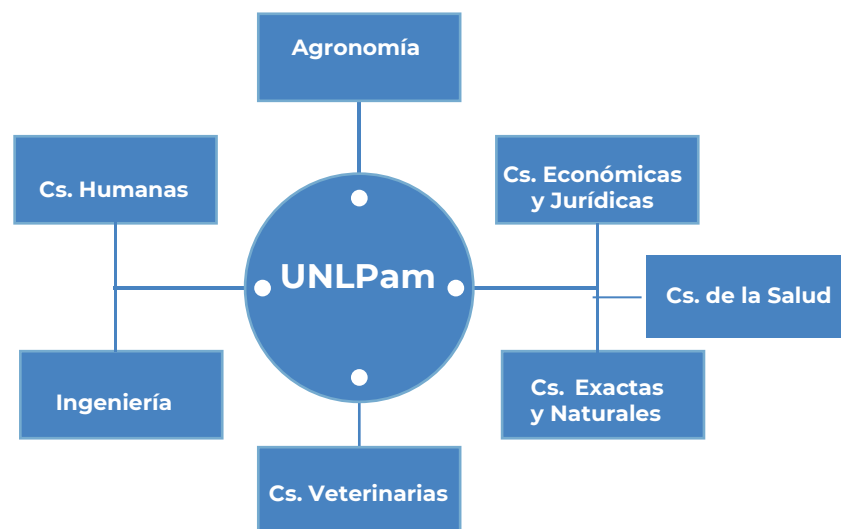 Agronomía
Cs. Humanas
Cs. Económicas
y Jurídicas
UNLPam
Cs. de la Salud
Ingeniería
Cs. Exactas
y Naturales
Cs. Veterinarias